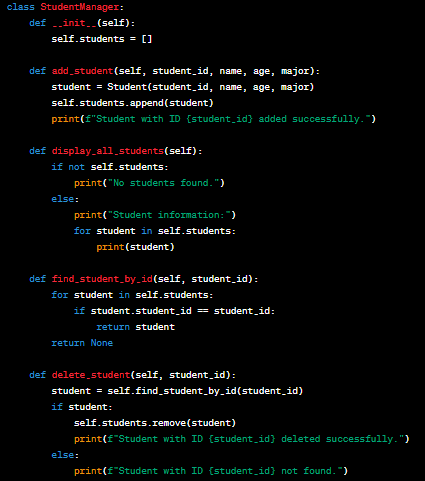 class StudentManager:
    def __init__(self):
        self.students = []

    def add_student(self, student_id, name, age, major):
        student = Student(student_id, name, age, major)
        self.students.append(student)
        print(f"Student with ID {student_id} added successfully.")

    def display_all_students(self):
        if not self.students:
            print("No students found.")
        else:
            print("Student information:")
            for student in self.students:
                print(student)

    def find_student_by_id(self, student_id):
        for student in self.students:
            if student.student_id == student_id:
                return student
        return None

    def delete_student(self, student_id):
        student = self.find_student_by_id(student_id)
        if student:
            self.students.remove(student)
            print(f"Student with ID {student_id} deleted successfully.")
        else:
            print(f"Student with ID {student_id} not found.")